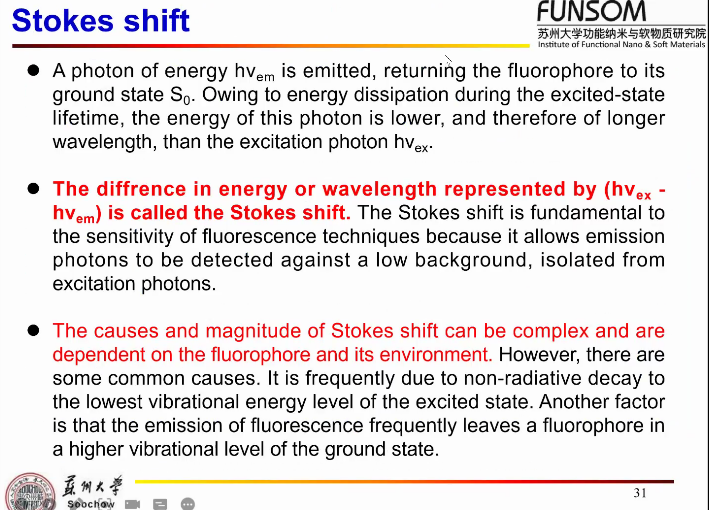 Stokes shift
FUNSOM
苏州大学功能纳米与软物质研究院
Institute of Functional Nano & Soft Materials
● A photon of energy hvem is emitted, returning the fluorophore to its
ground state S0. Owing to energy dissipation during the excited-state
lifetime, the energy of this photon is lower, and therefore of longer
wavelength, than the excitation photon hvex.
● The diffrence in energy or wavelength represented by (hvex -
hvem) is called the Stokes shift. The Stokes shift is fundamental to
the sensitivity of fluorescence techniques because it allows emission
photons to be detected against a low background, isolated from
excitation photons.
● The causes and magnitude of Stokes shift can be complex and are
dependent on the fluorophore and its environment. However, there are
some common causes. It is frequently due to non-radiative decay to
the lowest vibrational energy level of the excited state. Another factor
is that the emission of fluorescence frequently leaves a fluorophore in
a higher vibrational level of the ground state.
蘇州大学
Soochow
31